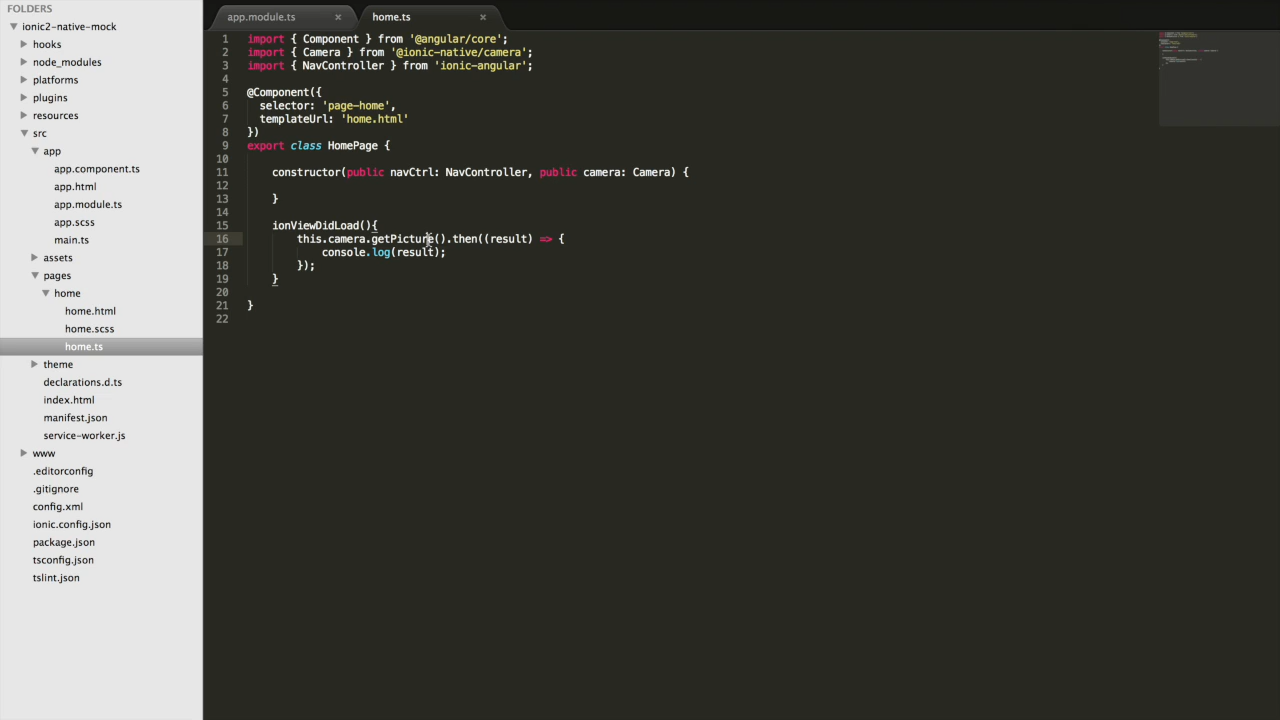 FOLDERS
ionic2-native-mock
hooks
node_modules
platforms
plugins
resources
src
app
app.component.ts
app.html
app.module.ts
app.scss
main.ts
assets
pages
home
home.html
home.scss
home.ts
theme
declarations.d.ts
index.html
manifest.json
service-worker.js
www
.editorconfig
.gitignore
config.xml
ionic.config.json
package.json
tsconfig.json
tslint.json
app.module.ts × home.ts ×
1 import { Component } from '@angular/core';
2 import { Camera } from '@ionic-native/camera';
3 import { NavController } from 'ionic-angular';
4
5 @Component({
6 selector: 'page-home',
7 templateUrl: 'home.html'
8 })
9 export class HomePage {
10
11 constructor(public navCtrl: NavController, public camera: Camera) {
12
13 }
14
15 ionViewDidLoad(){
16 this.camera.getPicture().then((result) => {
17 console.log(result);
18 });
19 }
20
21 }
22